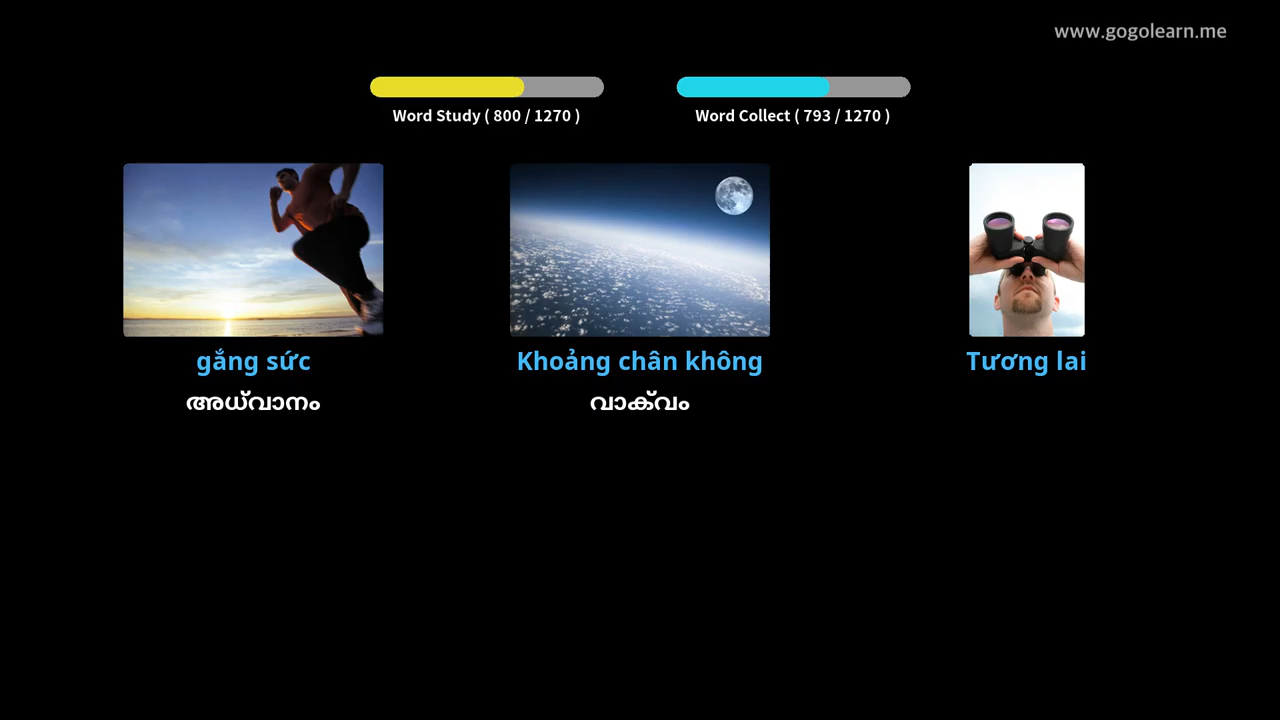 www.gogolearn.me
Word Study ( 800 / 1270 )
Word Collect ( 793 / 1270 )
gắng sức
Khoảng chân không
Tương lai
അധ്വാനം
വാക്വം